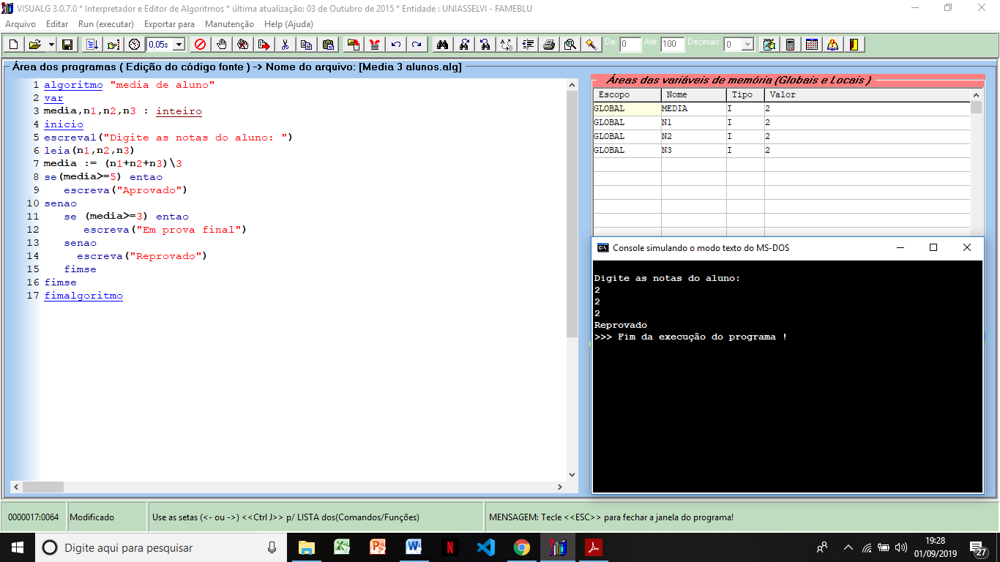 VISUALG 3.0.7.0 * Interpretador e Editor de Algoritmos * última atualização: 03 de Outubro de 2015 * Entidade : UNIASSELVI - FAMEBLU
Arquivo Editar Run (executar) Exportar para Manutenção Help (Ajuda)
0,05s De: 0 Até: 100 Decimais: 0
Área dos programas ( Edição do código fonte ) -> Nome do arquivo: [Media 3 alunos.alg]
1 algoritmo "media de aluno"
2 var
3 media,n1,n2,n3 : inteiro
4 inicio
5 escreval("Digite as notas do aluno: ")
6 leia(n1,n2,n3)
7 media := (n1+n2+n3)\3
8 se(media>=5) entao
9 escreva("Aprovado")
10 senao
11 se (media>=3) entao
12 escreva("Em prova final")
13 senao
14 escreva("Reprovado")
15 fimse
16 fimse
17 fimalgoritmo
Áreas das variáveis de memória (Globais e Locais )
Escopo Nome Tipo Valor
GLOBAL MEDIA I 2
GLOBAL N1 I 2
GLOBAL N2 I 2
GLOBAL N3 I 2
Console simulando o modo texto do MS-DOS
Digite as notas do aluno:
2
2
2
Reprovado
>>> Fim da execução do programa !
0000017:0064 Modificado Use as setas (<- ou ->) <<Ctrl J>> p/ LISTA dos(Comandos/Funções) MENSAGEM: Tecle <<ESC>> para fechar a janela do programa!
Digite aqui para pesquisar
19:28
01/09/2019
27